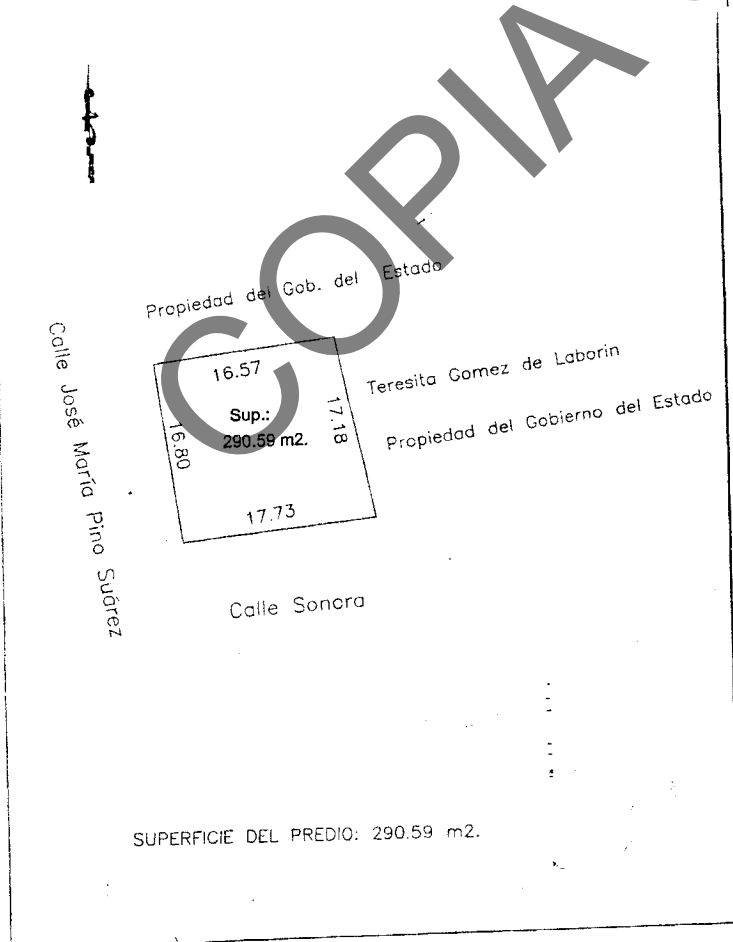 COPIA
Propiedad del Gob. del Estado
Calle José María Pino Suárez
16.57
Teresita Gomez de Laborin
17.18
Sup.:
290.59 m2.
16.80
Propiedad del Gobierno del Estado
17.73
Calle Sonora
SUPERFICIE DEL PREDIO: 290.59 m2.